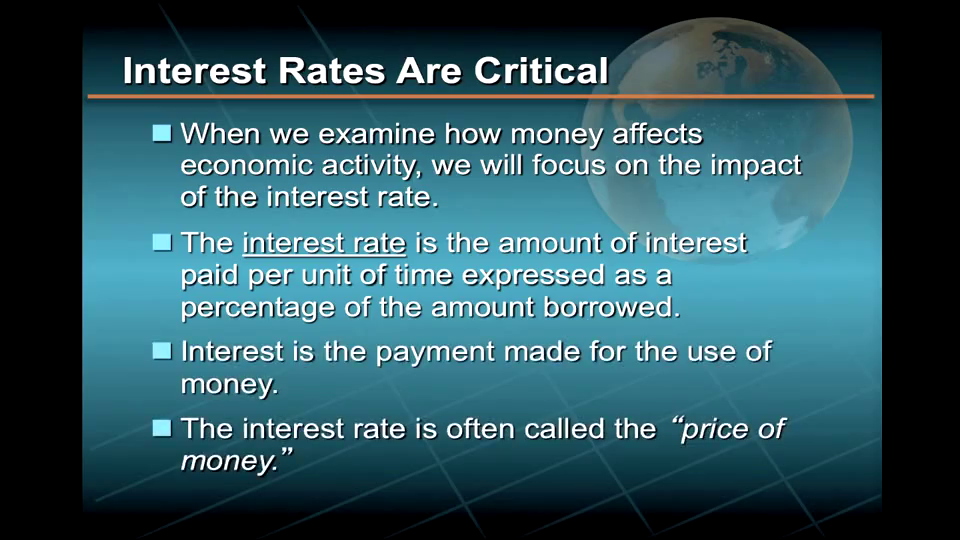 Interest Rates Are Critical
When we examine how money affects
economic activity, we will focus on the impact
of the interest rate.
The interest rate is the amount of interest
paid per unit of time expressed as a
percentage of the amount borrowed.
Interest is the payment made for the use of
money.
The interest rate is often called the “price of
money.”